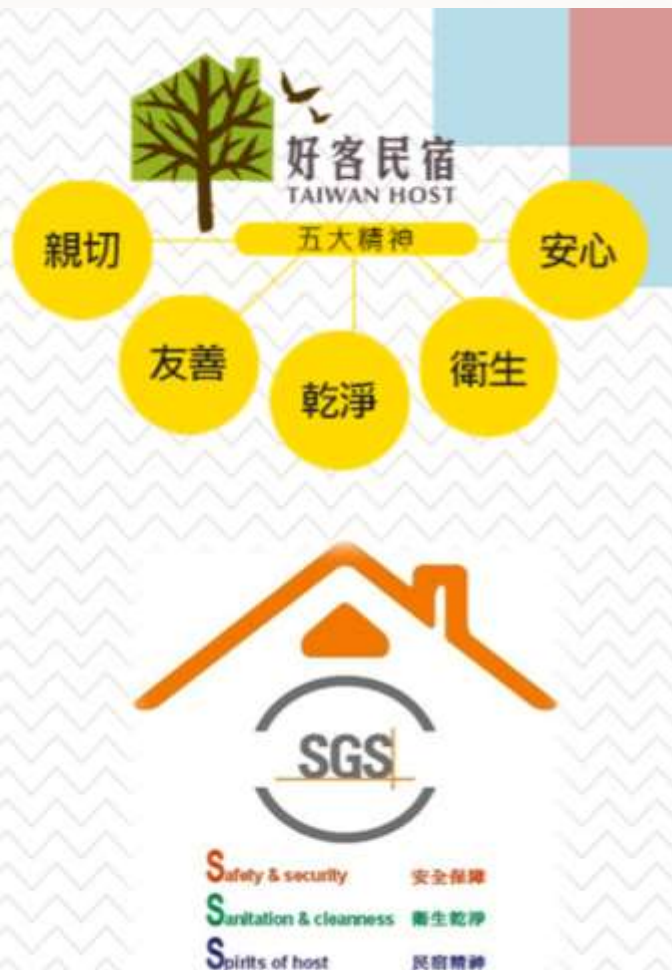 好客民宿
TAIWAN HOST
五大精神
親切
友善
乾淨
衛生
安心
SGS
Safety & security 安全保障
Sanitation & cleanness 衛生乾淨
Spirits of host 民宿精神